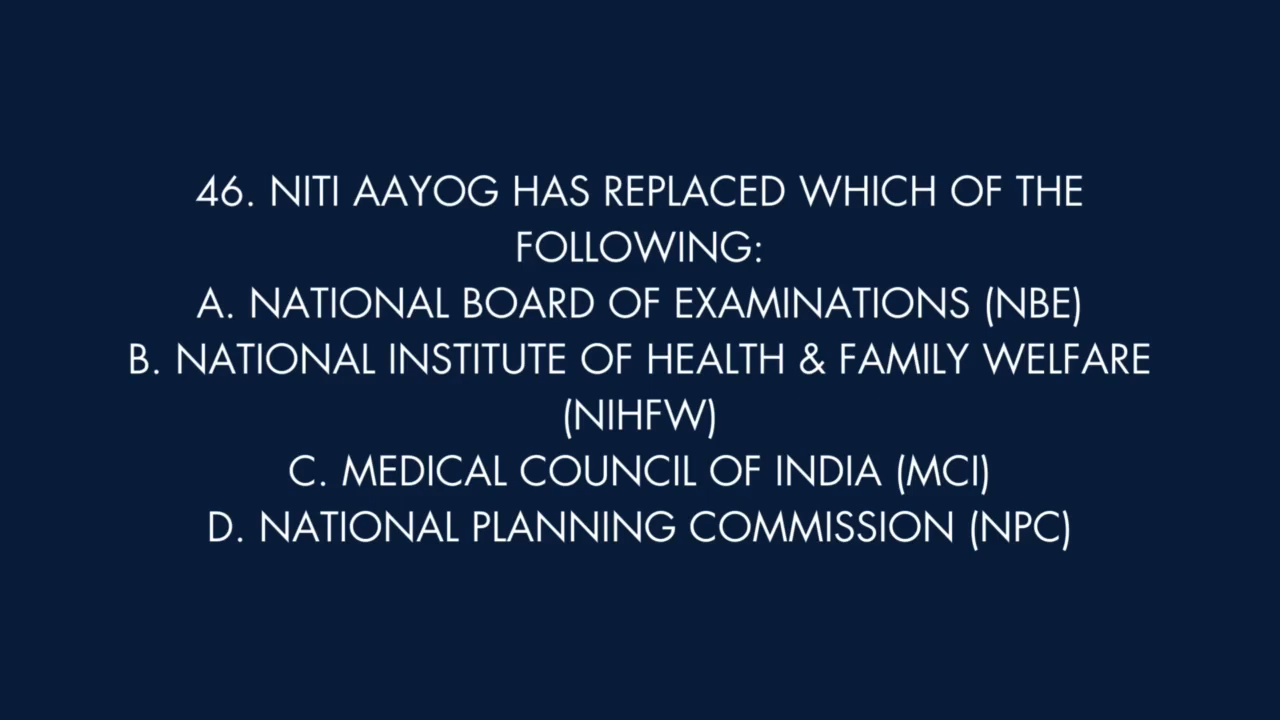 46. NITI AAYOG HAS REPLACED WHICH OF THE
FOLLOWING:
A. NATIONAL BOARD OF EXAMINATIONS (NBE)
B. NATIONAL INSTITUTE OF HEALTH & FAMILY WELFARE
(NIHFW)
C. MEDICAL COUNCIL OF INDIA (MCI)
D. NATIONAL PLANNING COMMISSION (NPC)